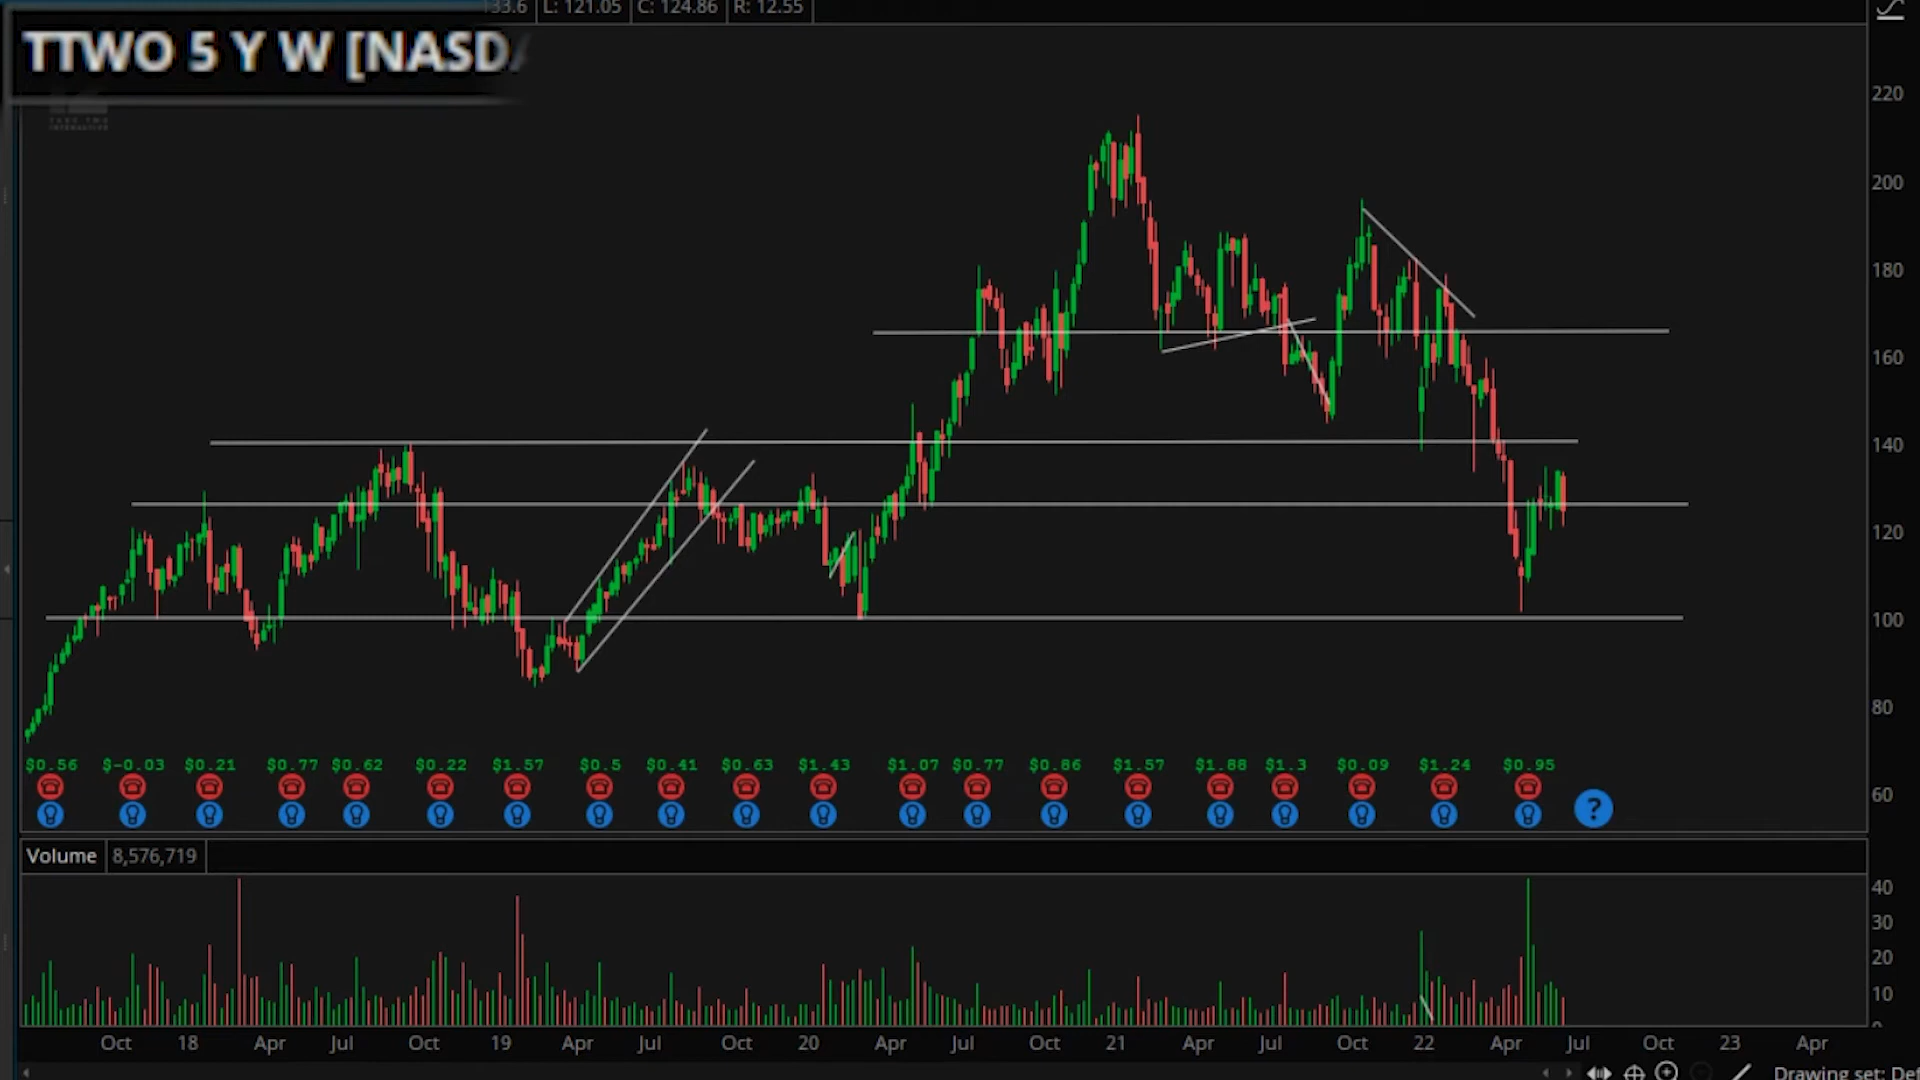 133.6 L: 121.05 C: 124.86 R: 12.55
TTWO 5 Y W [NASDA
220
200
180
160
140
120
100
80
60
$0.56 $-0.03 $0.21 $0.77 $0.62 $0.22 $1.57 $0.5 $0.41 $0.63 $1.43 $1.07 $0.77 $0.86 $1.57 $1.88 $1.3 $0.09 $1.24 $0.95
?
Volume 8,576,719
40
30
20
10
0
Oct 18 Apr Jul Oct 19 Apr Jul Oct 20 Apr Jul Oct 21 Apr Jul Oct 22 Apr Jul Oct 23 Apr
Drawing set: Def